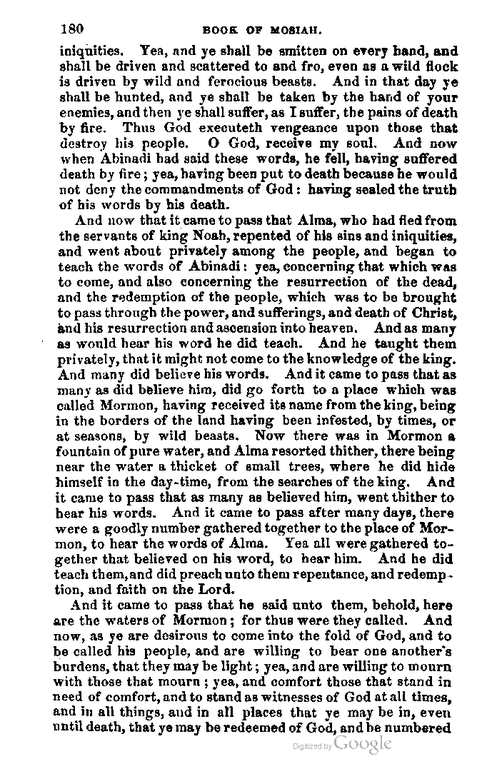 180 BOOK OF MOSIAH.
iniquities. Yea, and ye shall be smitten on every hand, and
shall be driven and scattered to and fro, even as a wild flock
is driven by wild and ferocious beasts. And in that day ye
shall be hunted, and ye shall be taken by the hand of your
enemies, and then ye shall suffer, as I suffer, the pains of death
by fire. Thus God executeth vengeance upon those that
destroy his people. O God, receive my soul. And now
when Abinadi had said these words, he fell, having suffered
death by fire; yea, having been put to death because he would
not deny the commandments of God: having sealed the truth
of his words by his death.
And now that it came to pass that Alma, who had fled from
the servants of king Noah, repented of his sins and iniquities,
and went about privately among the people, and began to
teach the words of Abinadi: yea, concerning that which was
to come, and also concerning the resurrection of the dead,
and the redemption of the people, which was to be brought
to pass through the power, and sufferings, and death of Christ,
and his resurrection and ascension into heaven. And as many
as would hear his word he did teach. And he taught them
privately, that it might not come to the knowledge of the king.
And many did believe his words. And it came to pass that as
many as did believe him, did go forth to a place which was
called Mormon, having received its name from the king, being
in the borders of the land having been infested, by times, or
at seasons, by wild beasts. Now there was in Mormon a
fountain of pure water, and Alma resorted thither, there being
near the water a thicket of small trees, where he did hide
himself in the day-time, from the searches of the king. And
it came to pass that as many as believed him, went thither to
hear his words. And it came to pass after many days, there
were a goodly number gathered together to the place of Mor-
mon, to hear the words of Alma. Yea all were gathered to-
gether that believed on his word, to hear him. And he did
teach them, and did preach unto them repentance, and redemp-
tion, and faith on the Lord.
And it came to pass that he said unto them, behold, here
are the waters of Mormon; for thus were they called. And
now, as ye are desirous to come into the fold of God, and to
be called his people, and are willing to bear one another's
burdens, that they may be light; yea, and are willing to mourn
with those that mourn; yea, and comfort those that stand in
need of comfort, and to stand as witnesses of God at all times,
and in all things, and in all places that ye may be in, even
until death, that ye may be redeemed of God, and be numbered
Digitized by Google